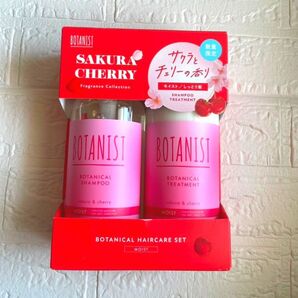 BOTANIST
SAKURA
CHERRY
Fragrance Collection
サクラと
チェリーの香り
数量
限定
モイスト／しっとり髪
SHAMPOO
TREATMENT
BOTANIST
BOTANICAL
SHAMPOO
sakura & cherry
MOIST
BOTANIST
BOTANICAL
TREATMENT
sakura & cherry
MOIST
BOTANICAL HAIRCARE SET
MOIST